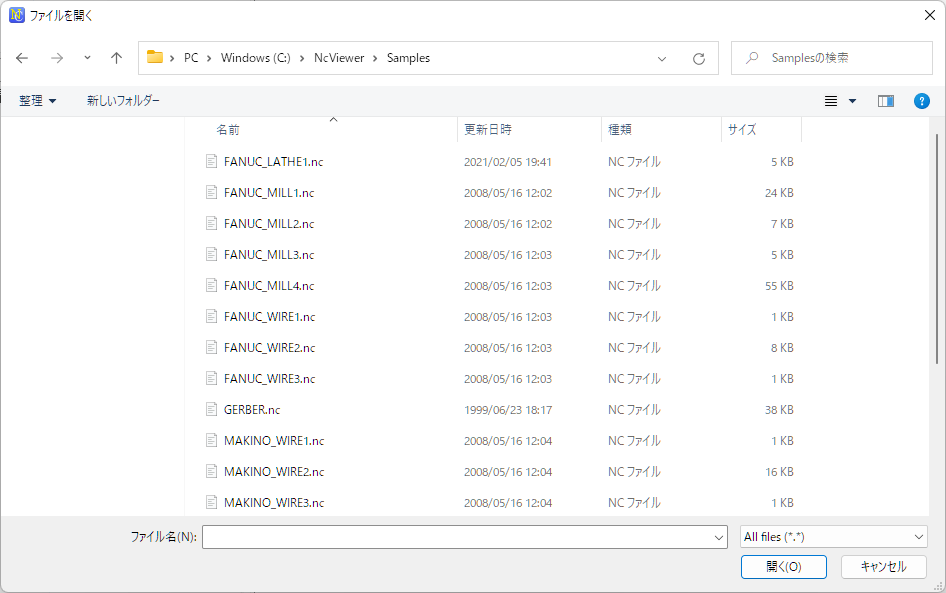 ファイルを開く
PC › Windows (C:) › NcViewer › Samples
Samplesの検索
整理 新しいフォルダー
名前 更新日時 種類 サイズ
FANUC_LATHE1.nc 2021/02/05 19:41 NC ファイル 5 KB
FANUC_MILL1.nc 2008/05/16 12:02 NC ファイル 24 KB
FANUC_MILL2.nc 2008/05/16 12:02 NC ファイル 7 KB
FANUC_MILL3.nc 2008/05/16 12:03 NC ファイル 5 KB
FANUC_MILL4.nc 2008/05/16 12:03 NC ファイル 55 KB
FANUC_WIRE1.nc 2008/05/16 12:03 NC ファイル 1 KB
FANUC_WIRE2.nc 2008/05/16 12:03 NC ファイル 8 KB
FANUC_WIRE3.nc 2008/05/16 12:03 NC ファイル 1 KB
GERBER.nc 1999/06/23 18:17 NC ファイル 38 KB
MAKINO_WIRE1.nc 2008/05/16 12:04 NC ファイル 1 KB
MAKINO_WIRE2.nc 2008/05/16 12:04 NC ファイル 16 KB
MAKINO_WIRE3.nc 2008/05/16 12:04 NC ファイル 1 KB
ファイル名(N): All files (*.*)
開く(O) キャンセル